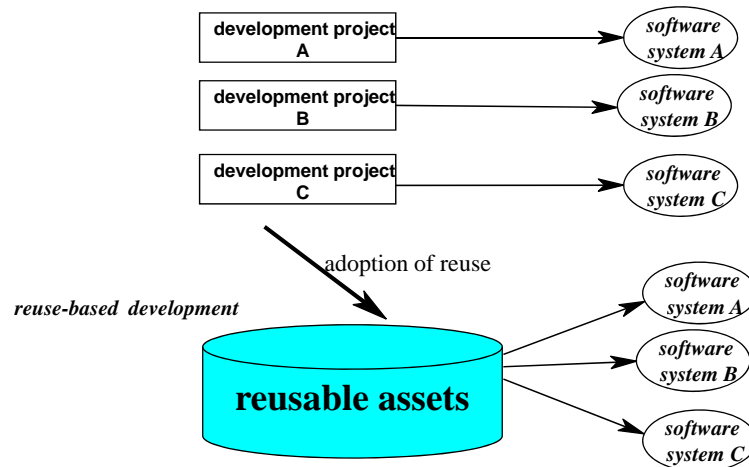 development project
A
software
system A
development project
B
software
system B
development project
C
software
system C
adoption of reuse
reuse-based development
software
system A
reusable assets
software
system B
software
system C